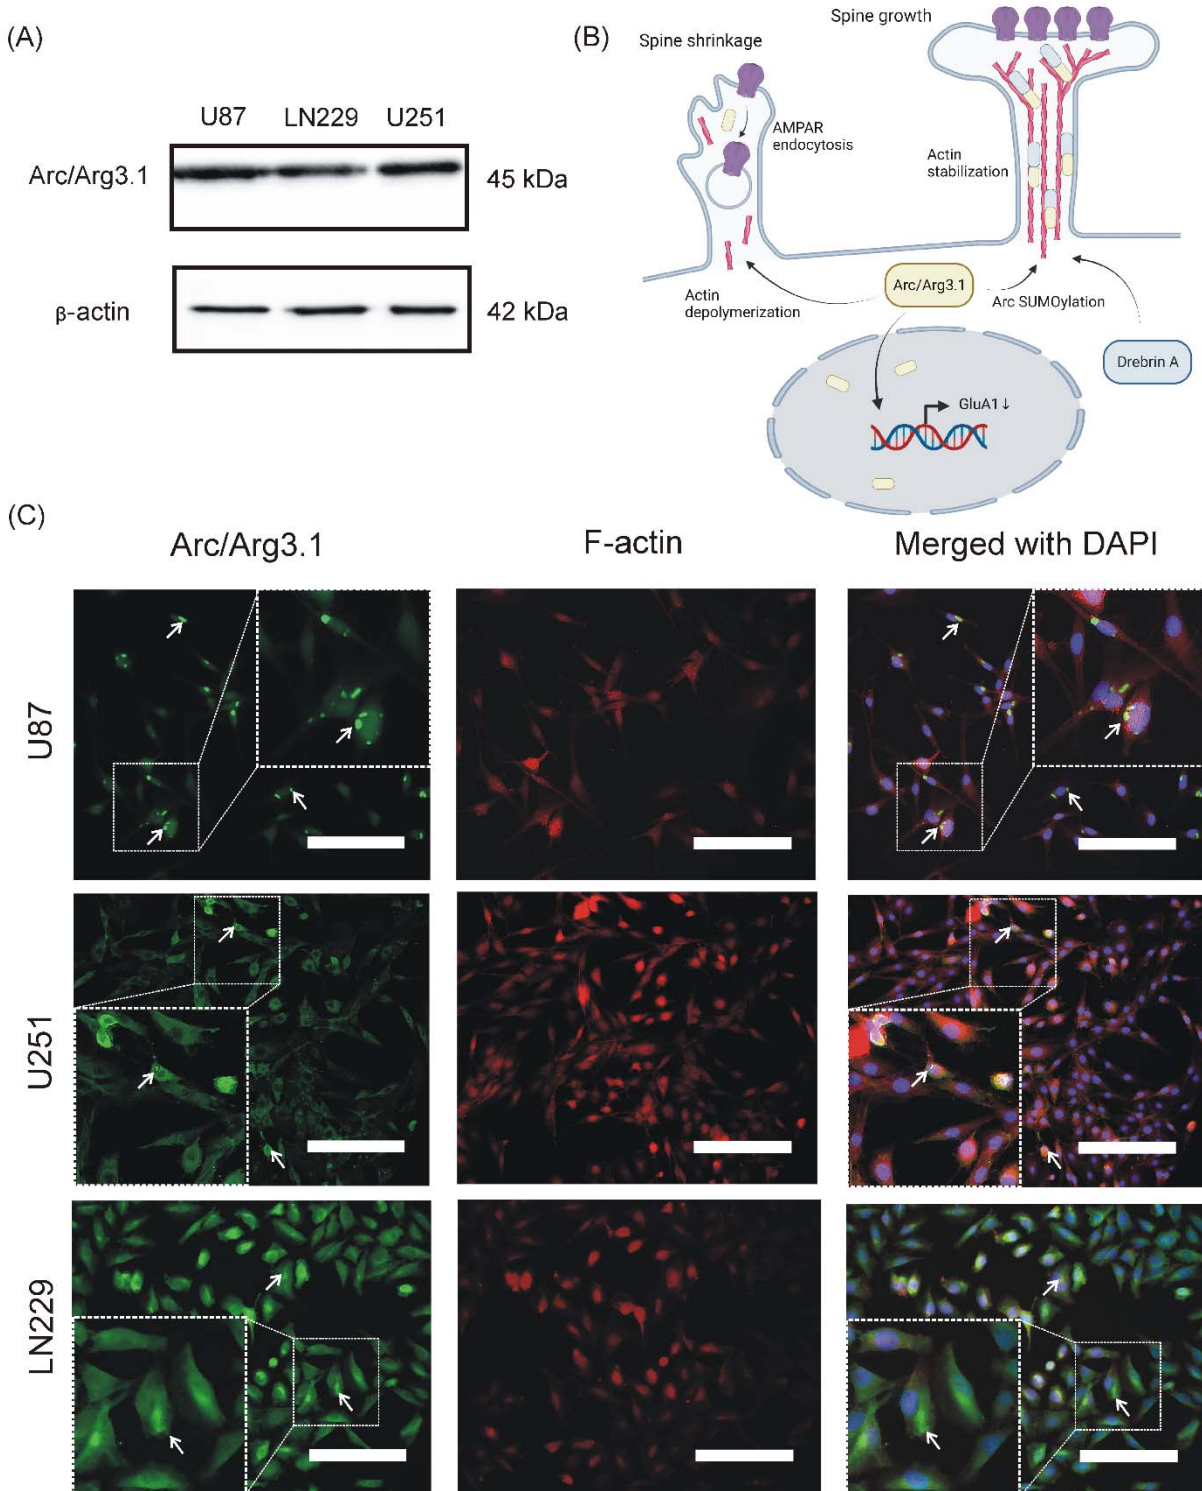 (A)
U87 LN229 U251
Arc/Arg3.1
45 kDa
β-actin
42 kDa
(B)
Spine growth
Spine shrinkage
AMPAR
endocytosis
Actin
stabilization
Arc/Arg3.1
Actin
depolymerization
Arc SUMOylation
Drebrin A
GluA1↓
(C)
Arc/Arg3.1 F-actin Merged with DAPI
U87
U251
LN229